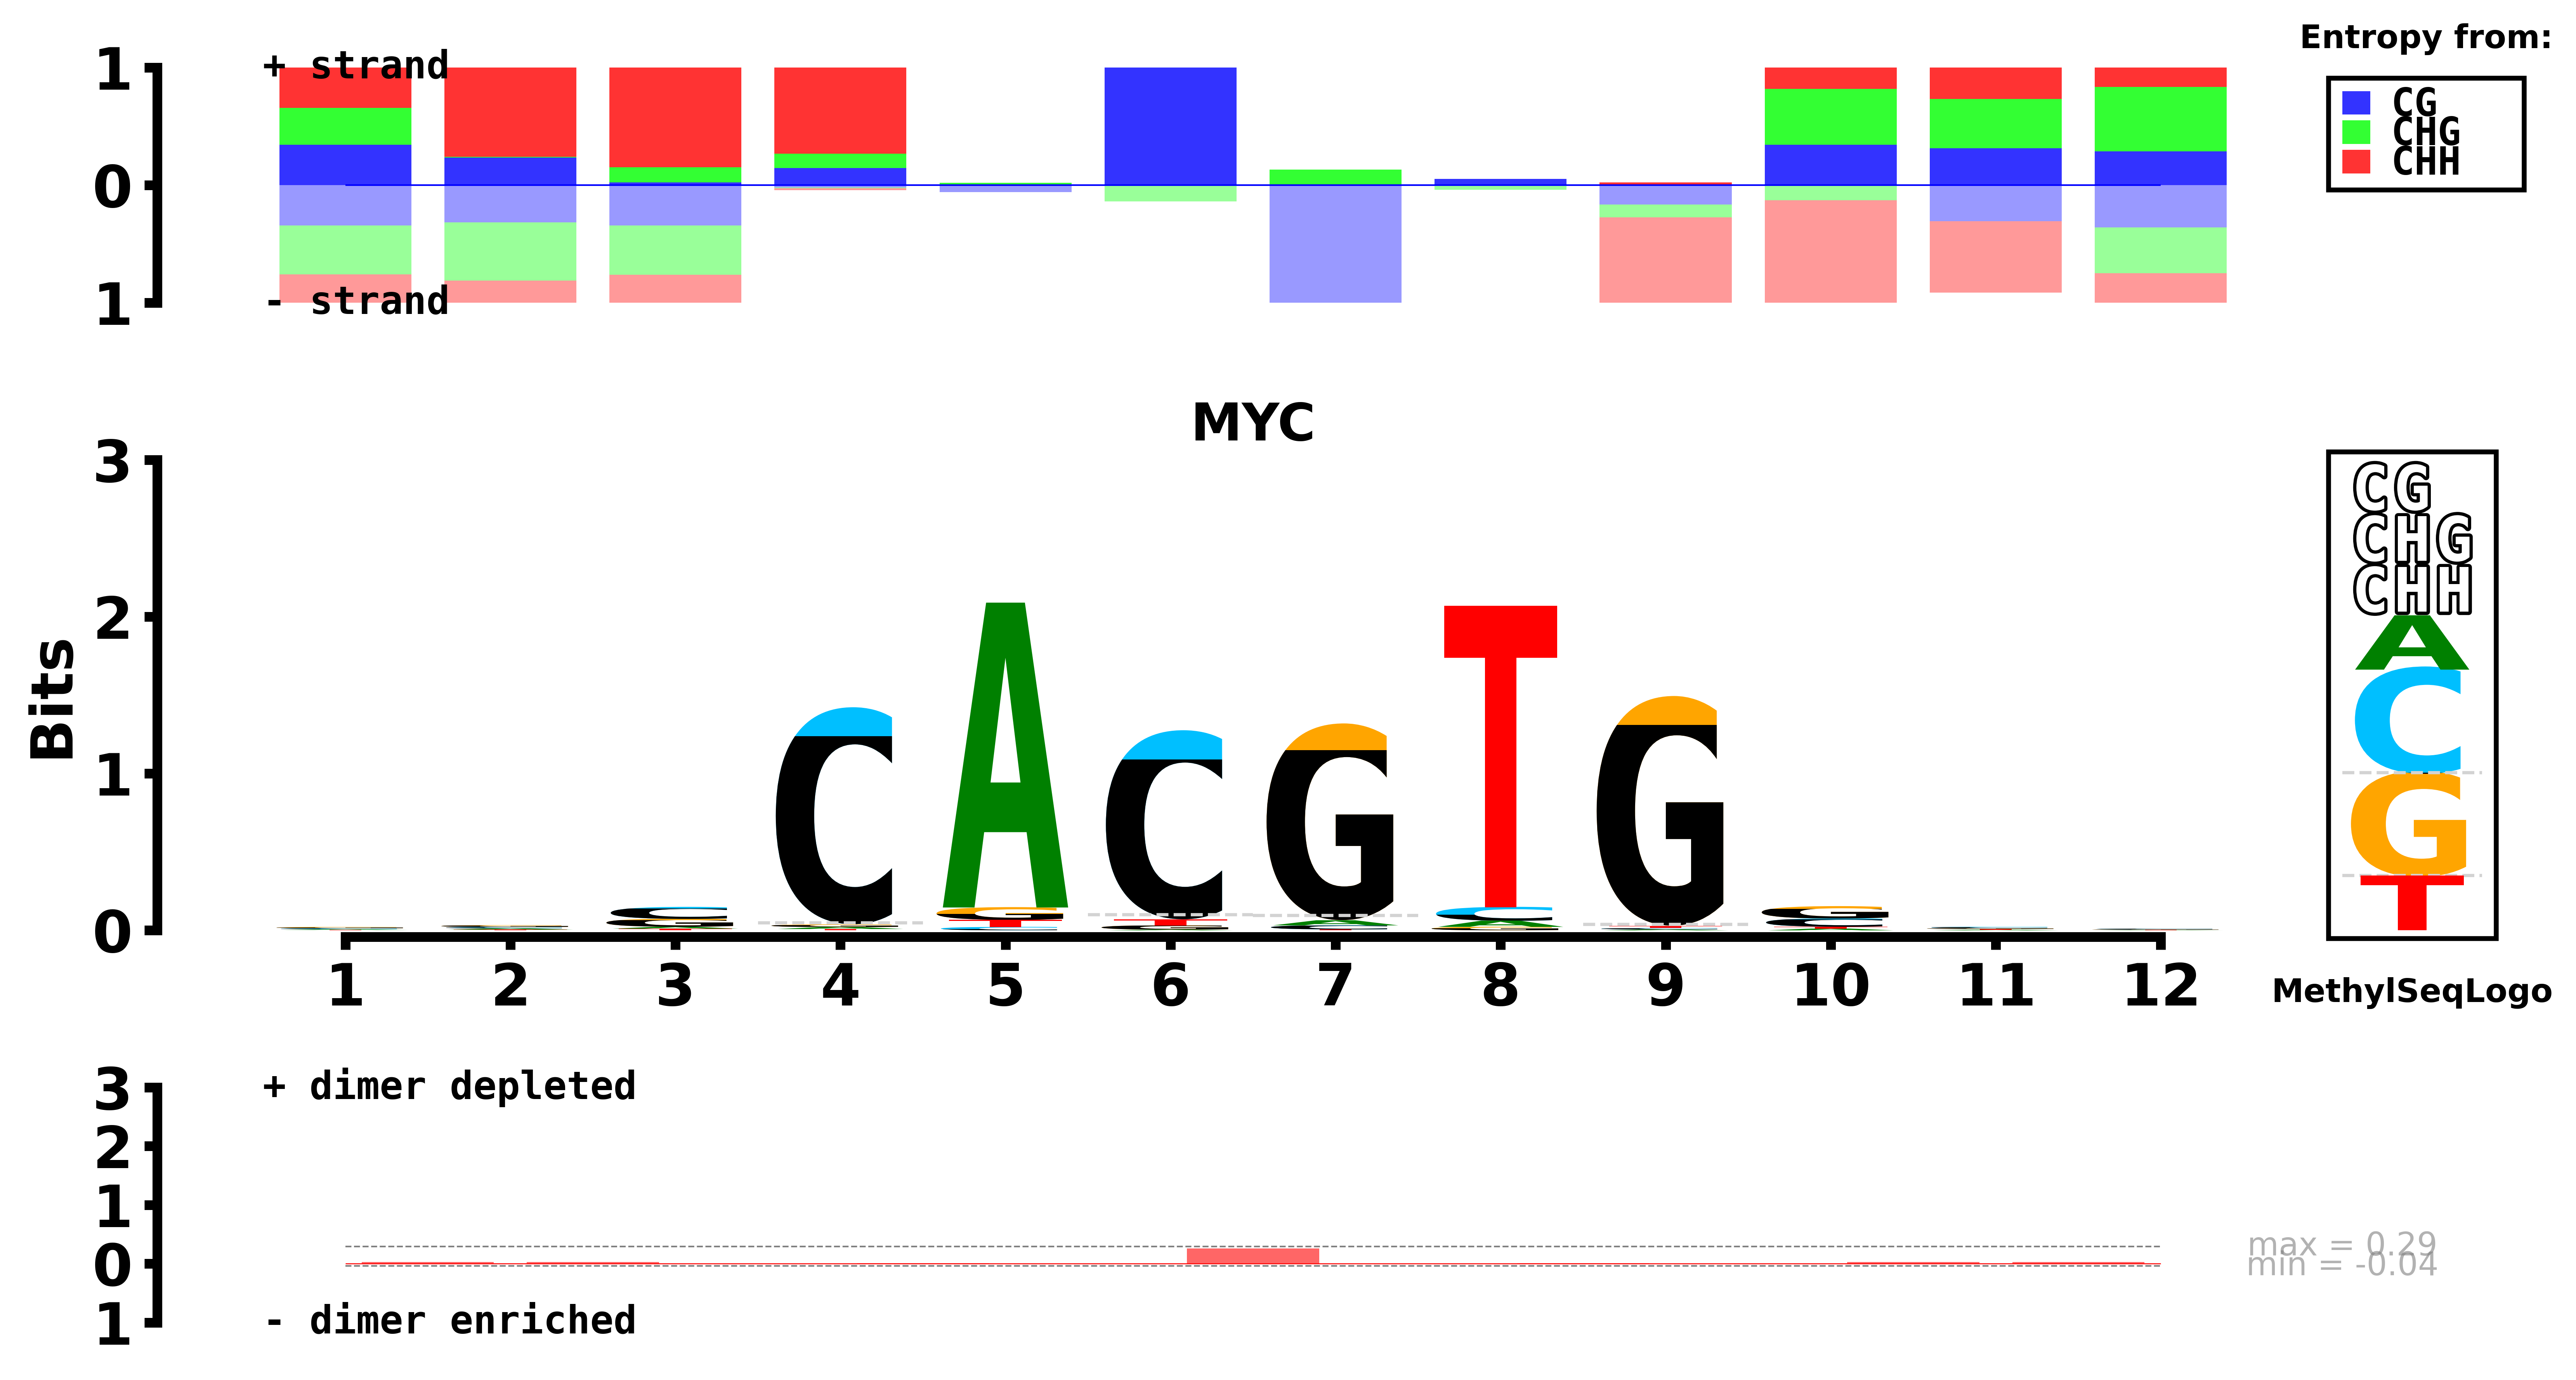 Entropy from:
1
+ strand
CG
CHG
CHH
0
1
- strand
MYC
3
2
1
0
Bits
CACGTG
CG
CHG
CHH
A
C
G
T
1 2 3 4 5 6 7 8 9 10 11 12
MethylSeqLogo
3
+ dimer depleted
2
1
0
max = 0.29
min = -0.04
1
- dimer enriched